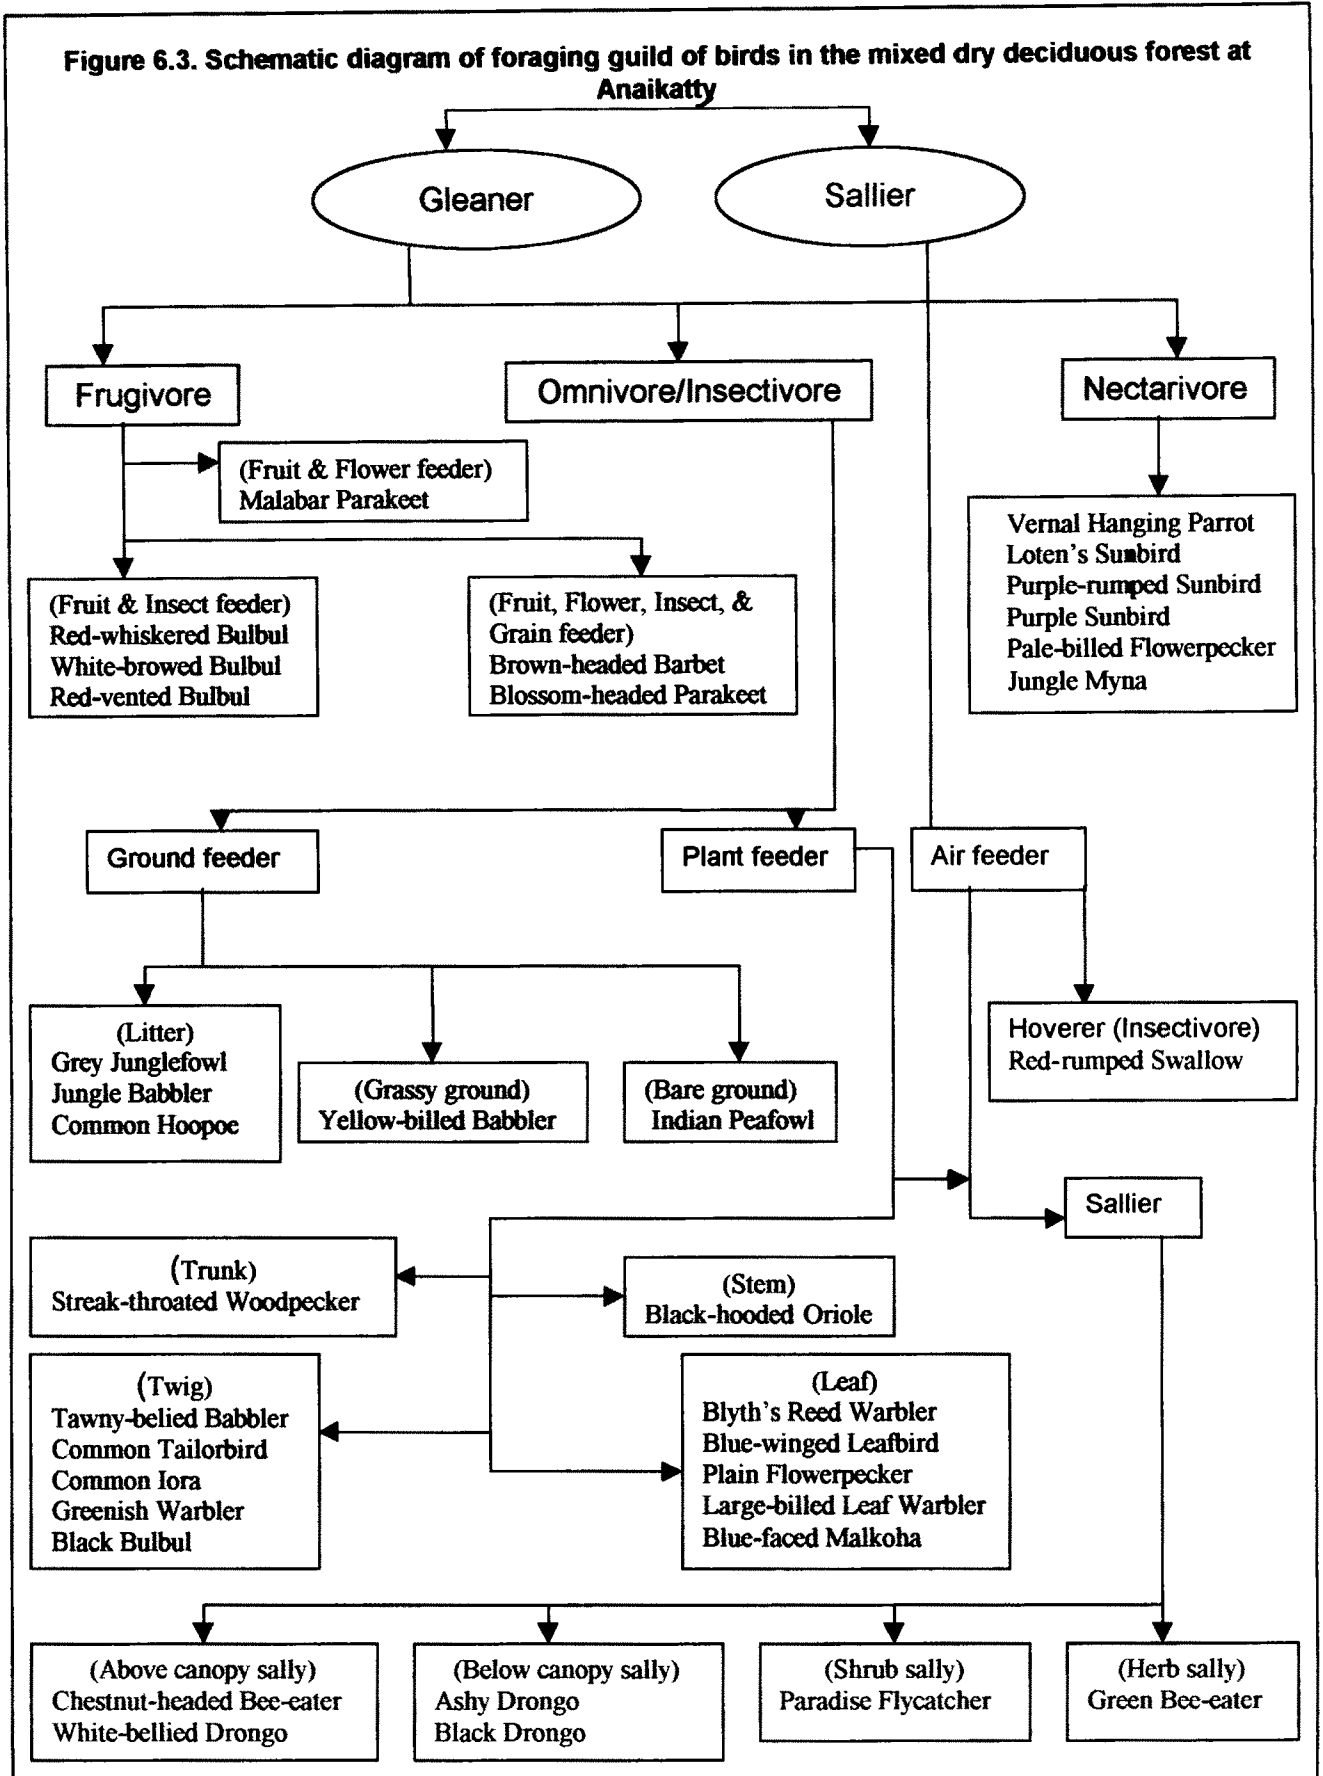 Figure 6.3. Schematic diagram of foraging guild of birds in the mixed dry deciduous forest at
Anaikatty
Gleaner
Sallier
Frugivore
Omnivore/Insectivore
Nectarivore
(Fruit & Flower feeder)
Malabar Parakeet
(Fruit & Insect feeder)
Red-whiskered Bulbul
White-browed Bulbul
Red-vented Bulbul
(Fruit, Flower, Insect, &
Grain feeder)
Brown-headed Barbet
Blossom-headed Parakeet
Vernal Hanging Parrot
Loten's Sunbird
Purple-rumped Sunbird
Purple Sunbird
Pale-billed Flowerpecker
Jungle Myna
Ground feeder
Plant feeder
Air feeder
(Litter)
Grey Junglefowl
Jungle Babbler
Common Hoopoe
(Grassy ground)
Yellow-billed Babbler
(Bare ground)
Indian Peafowl
Hoverer (Insectivore)
Red-rumped Swallow
Sallier
(Trunk)
Streak-throated Woodpecker
(Stem)
Black-hooded Oriole
(Twig)
Tawny-belied Babbler
Common Tailorbird
Common Iora
Greenish Warbler
Black Bulbul
(Leaf)
Blyth's Reed Warbler
Blue-winged Leafbird
Plain Flowerpecker
Large-billed Leaf Warbler
Blue-faced Malkoha
(Above canopy sally)
Chestnut-headed Bee-eater
White-bellied Drongo
(Below canopy sally)
Ashy Drongo
Black Drongo
(Shrub sally)
Paradise Flycatcher
(Herb sally)
Green Bee-eater